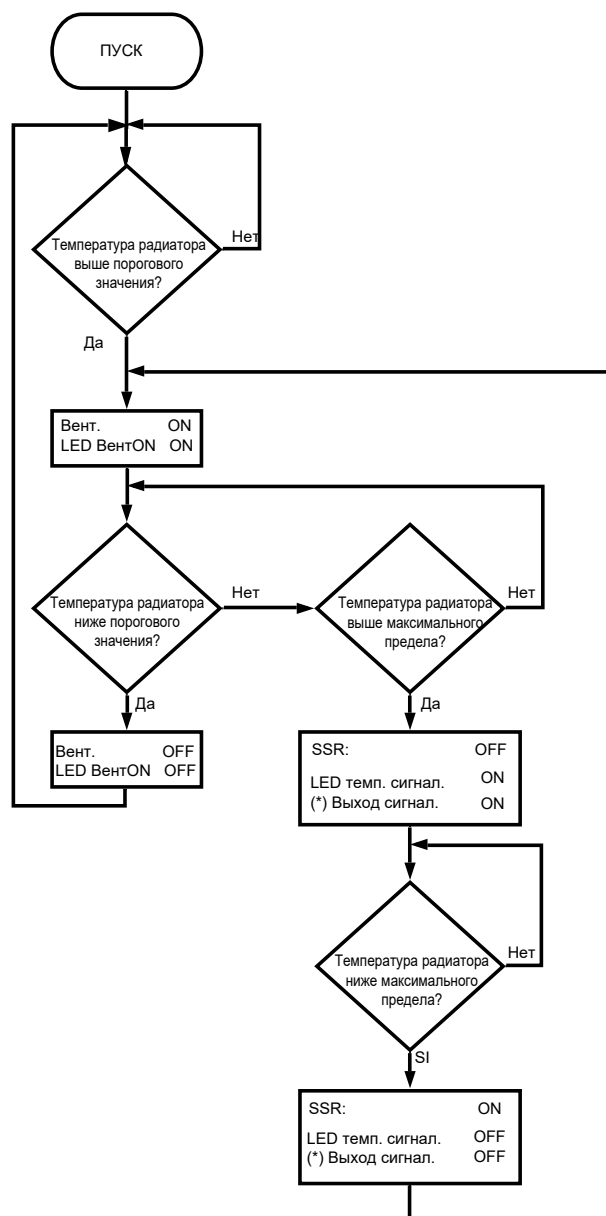 ПУСК
Температура радиатора
выше порогового
значения?
Нет
Да
Вент. ON
LED ВентON ON
Температура радиатора
ниже порогового
значения?
Нет
Температура радиатора
выше максимального
предела?
Нет
Да
Да
Вент. OFF
LED ВентON OFF
SSR: OFF
LED темп. сигнал. ON
(*) Выход сигнал. ON
Температура радиатора
ниже максимального
предела?
Нет
SI
SSR: ON
LED темп. сигнал. OFF
(*) Выход сигнал. OFF